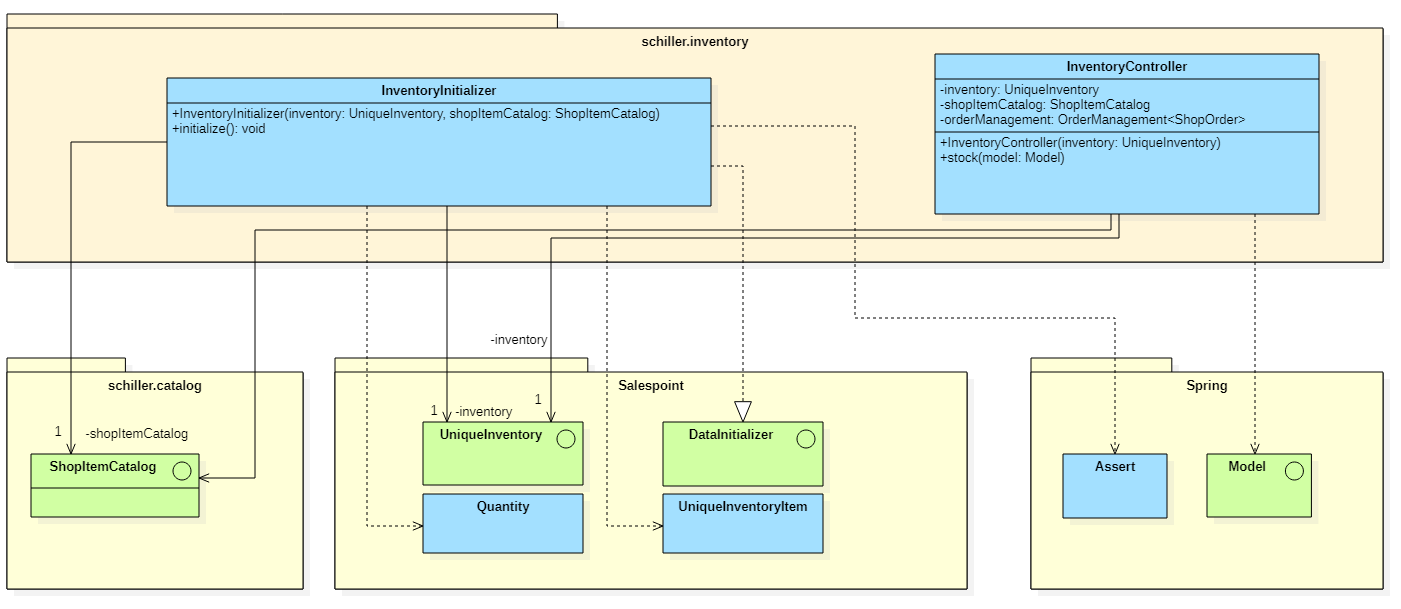 schiller.inventory
InventoryInitializer
+InventoryInitializer(inventory: UniqueInventory, shopItemCatalog: ShopItemCatalog)
+initialize(): void
InventoryController
-inventory: UniqueInventory
-shopItemCatalog: ShopItemCatalog
-orderManagement: OrderManagement<ShopOrder>
+InventoryController(inventory: UniqueInventory)
+stock(model: Model)
-inventory
schiller.catalog
1
-shopItemCatalog
ShopItemCatalog
Salespoint
1
-inventory
1
UniqueInventory
DataInitializer
Quantity
UniqueInventoryItem
Spring
Assert
Model